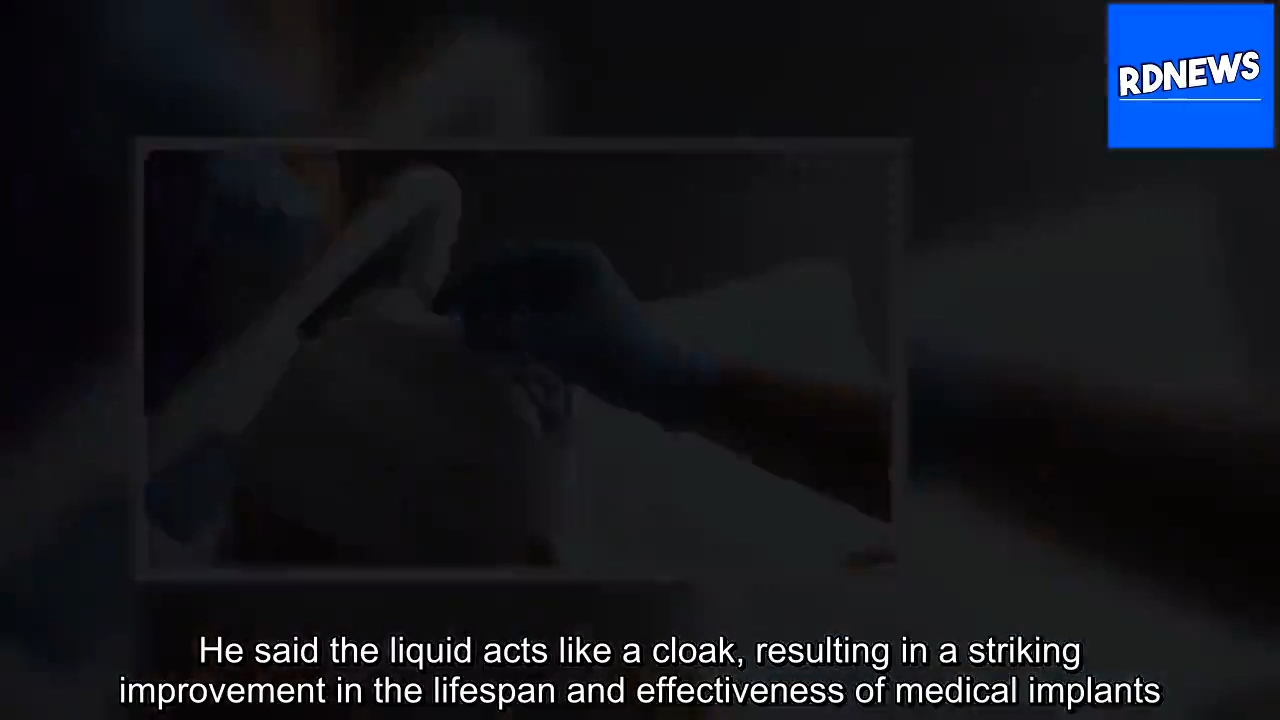 RDNEWS
He said the liquid acts like a cloak, resulting in a striking
improvement in the lifespan and effectiveness of medical implants